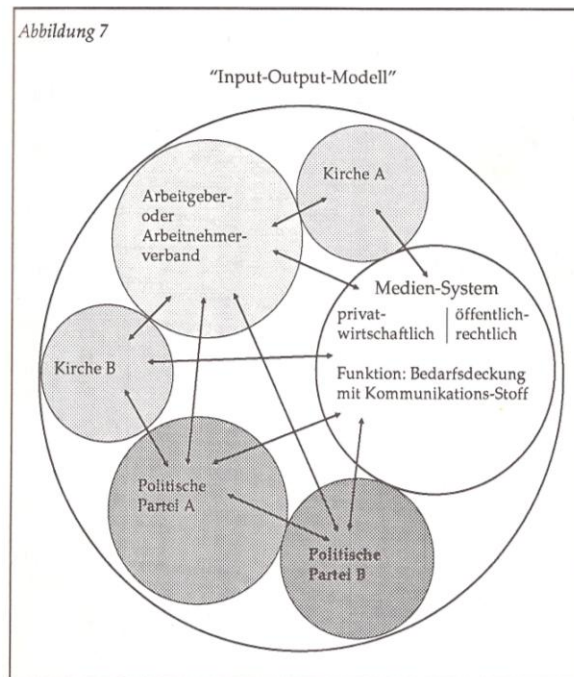 Abbildung 7
"Input-Output-Modell"
Kirche A
Arbeitgeber-
oder
Arbeitnehmer-
verband
Medien-System
privat-
wirtschaftlich
öffentlich-
rechtlich
Funktion: Bedarfsdeckung
mit Kommunikations-Stoff
Kirche B
Politische
Partei A
Politische
Partei B